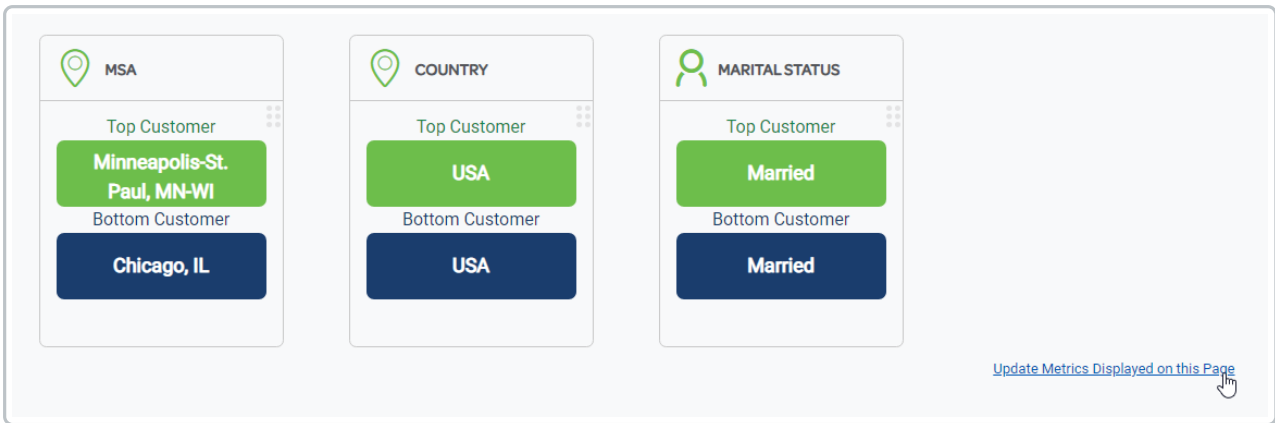 MSA
Top Customer
Minneapolis-St.
Paul, MN-WI
Bottom Customer
Chicago, IL
COUNTRY
Top Customer
USA
Bottom Customer
USA
MARITAL STATUS
Top Customer
Married
Bottom Customer
Married
Update Metrics Displayed on this Page